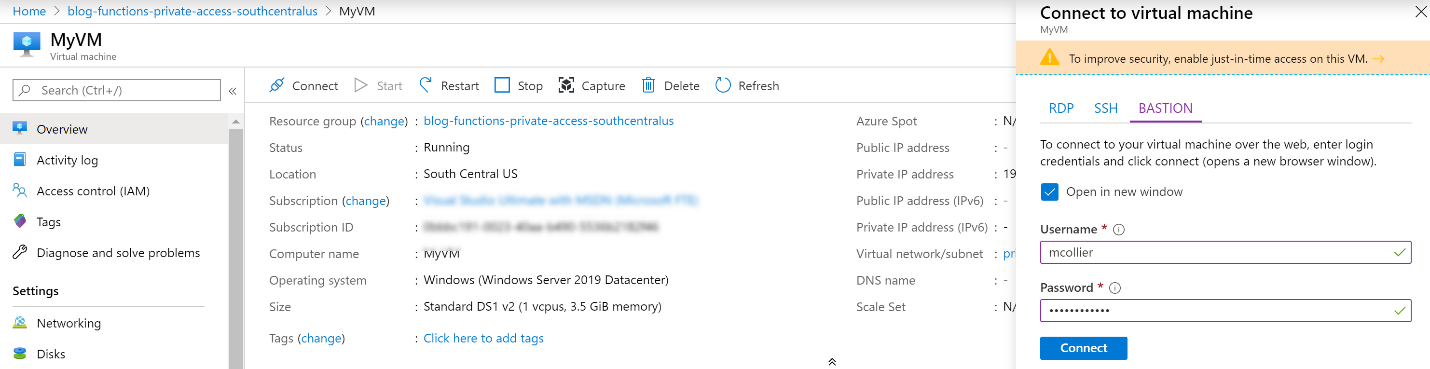 Home > blog-functions-private-access-southcentralus > MyVM
MyVM
Virtual machine
Search (Ctrl+/)
«
Overview
Activity log
Access control (IAM)
Tags
Diagnose and solve problems
Settings
Networking
Disks
Connect Start Restart Stop Capture Delete Refresh
Resource group (change) : blog-functions-private-access-southcentralus
Status : Running
Location : South Central US
Subscription (change) :
Subscription ID :
Computer name : MyVM
Operating system : Windows (Windows Server 2019 Datacenter)
Size : Standard DS1 v2 (1 vcpus, 3.5 GiB memory)
Tags (change) : Click here to add tags
Azure Spot : N/
Public IP address : -
Private IP address : 19
Public IP address (IPv6) : -
Private IP address (IPv6) : -
Virtual network/subnet : pr
DNS name : -
Scale Set : N/
Connect to virtual machine
MyVM
To improve security, enable just-in-time access on this VM. →
RDP SSH BASTION
To connect to your virtual machine over the web, enter login
credentials and click connect (opens a new browser window).
Open in new window
Username *
mcollier
Password *
••••••••••••
Connect